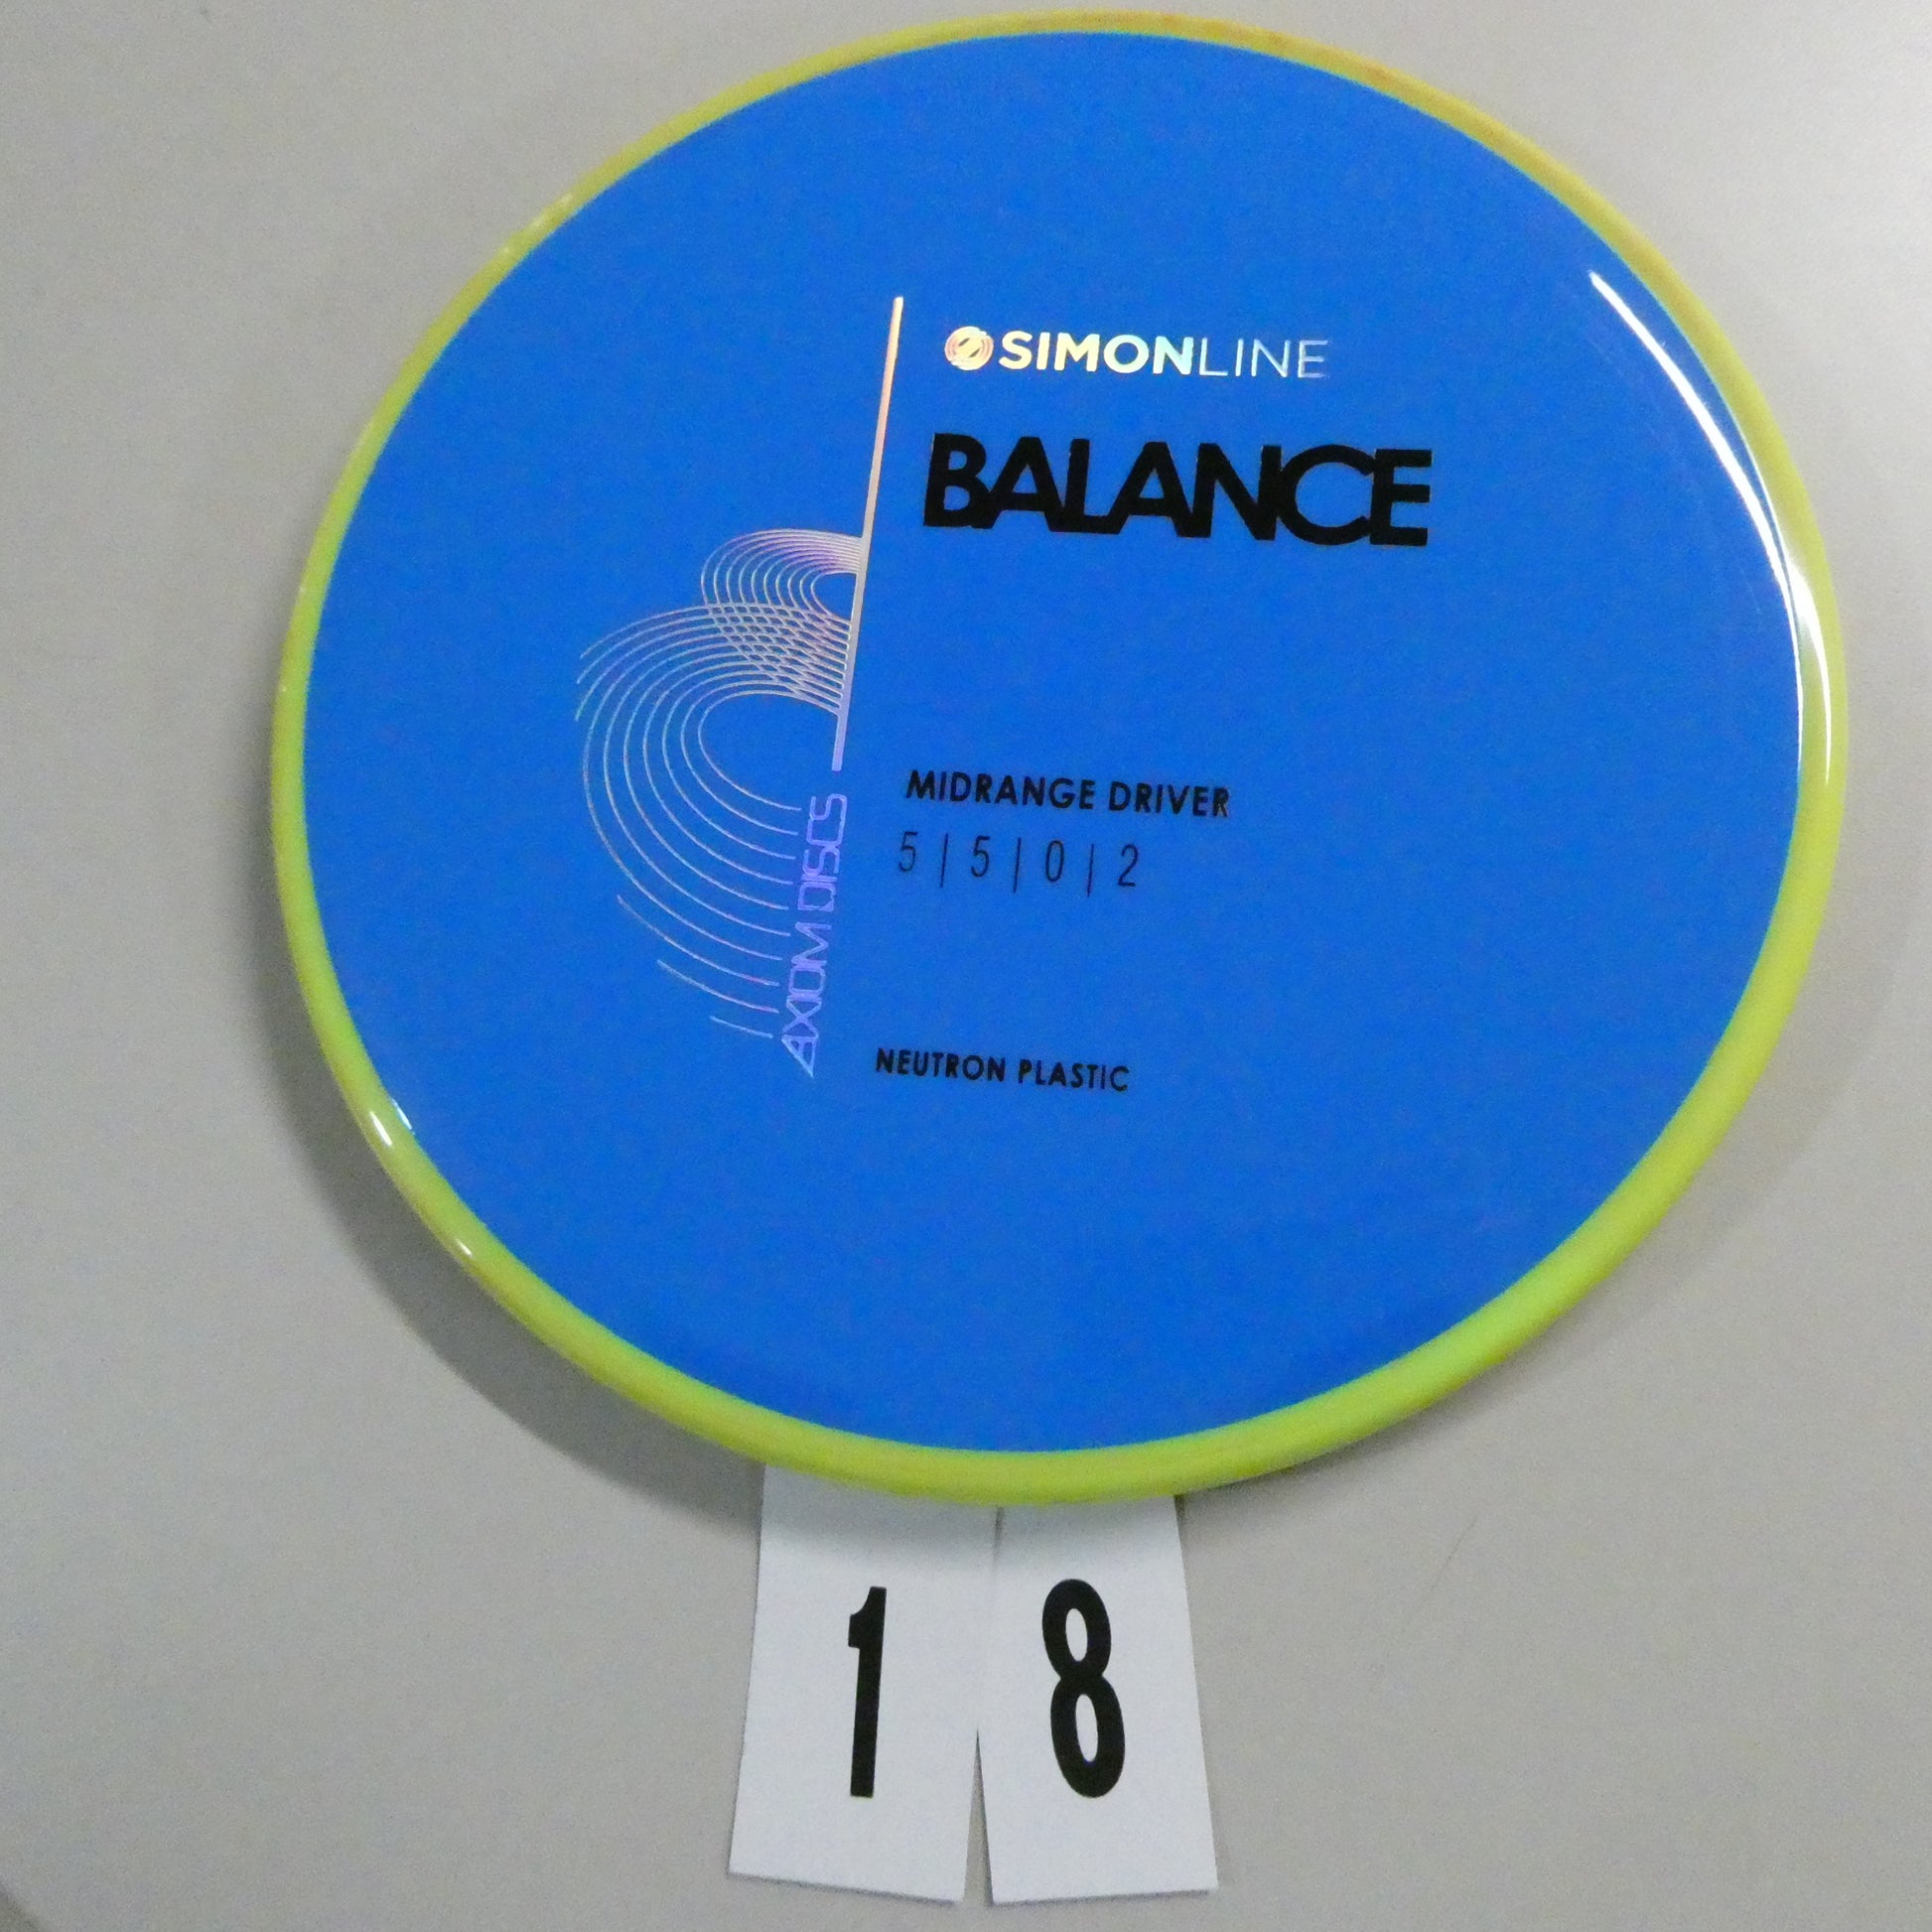 SIMONLINE
BALANCE
MIDRANGE DRIVER
5 | 5 | 0 | 2
AXIOM DISCS
NEUTRON PLASTIC
1 8